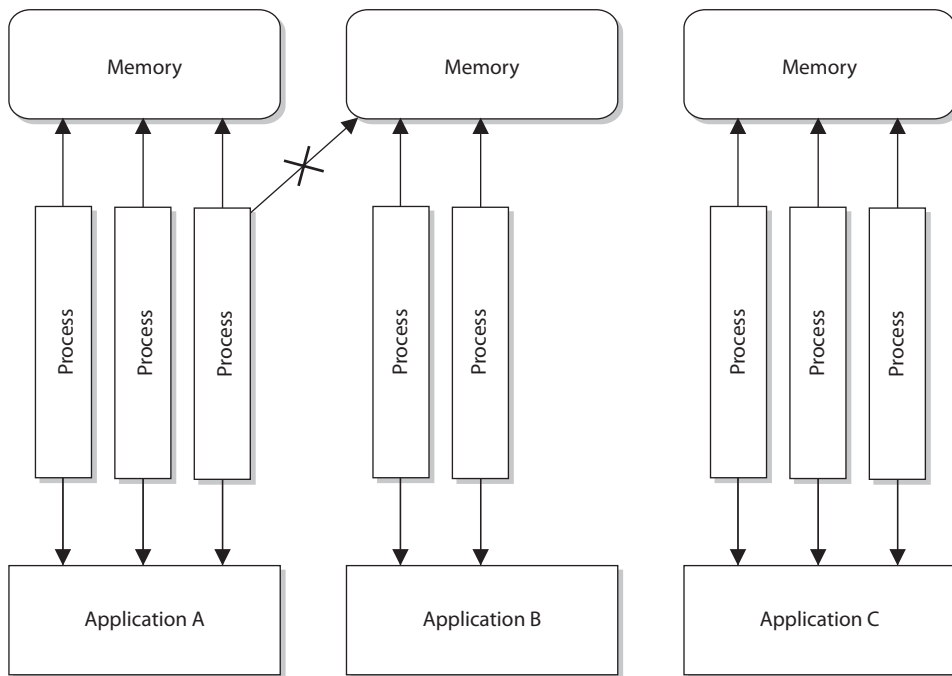 Memory
Memory
Memory
Process
Process
Process
Process
Process
Process
Process
Process
Application A
Application B
Application C